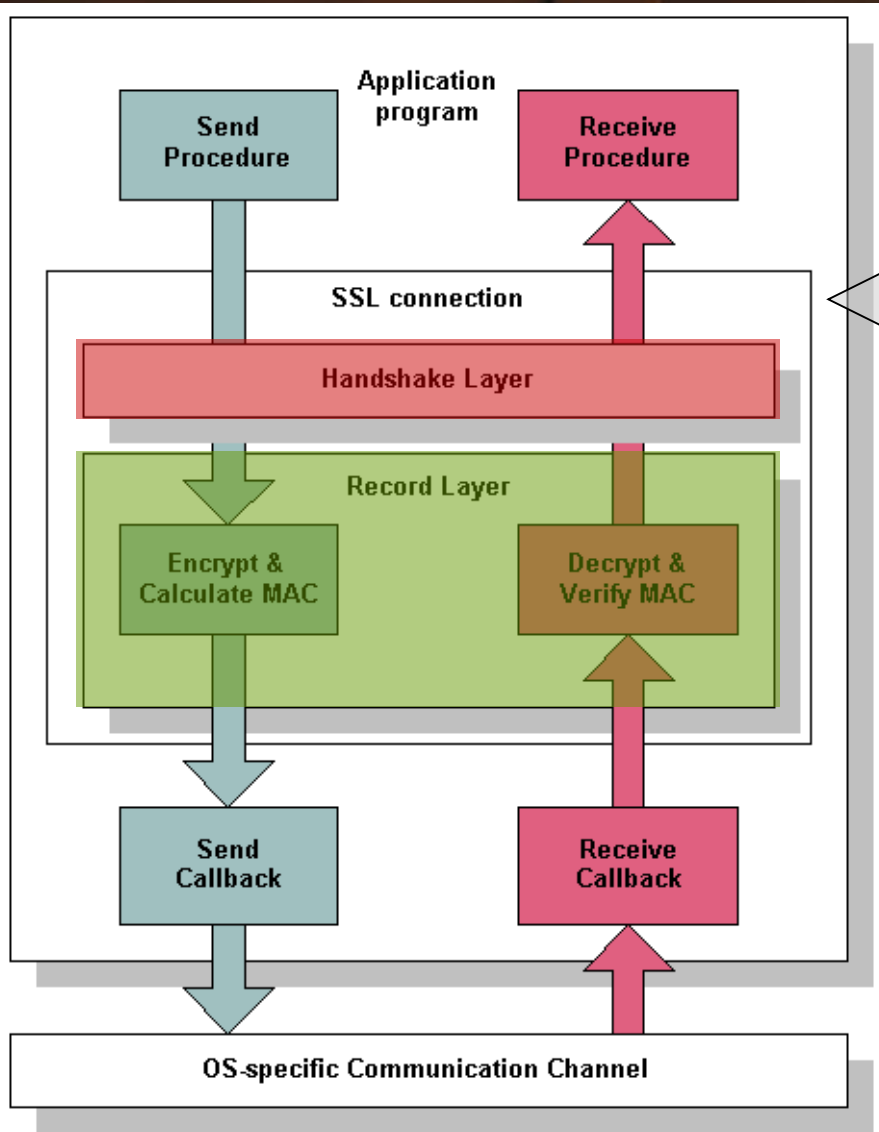 Application
program
Send
Procedure
Receive
Procedure
SSL connection
Handshake Layer
Record Layer
Encrypt &
Calculate MAC
Decrypt &
Verify MAC
Send
Callback
Receive
Callback
OS-specific Communication Channel